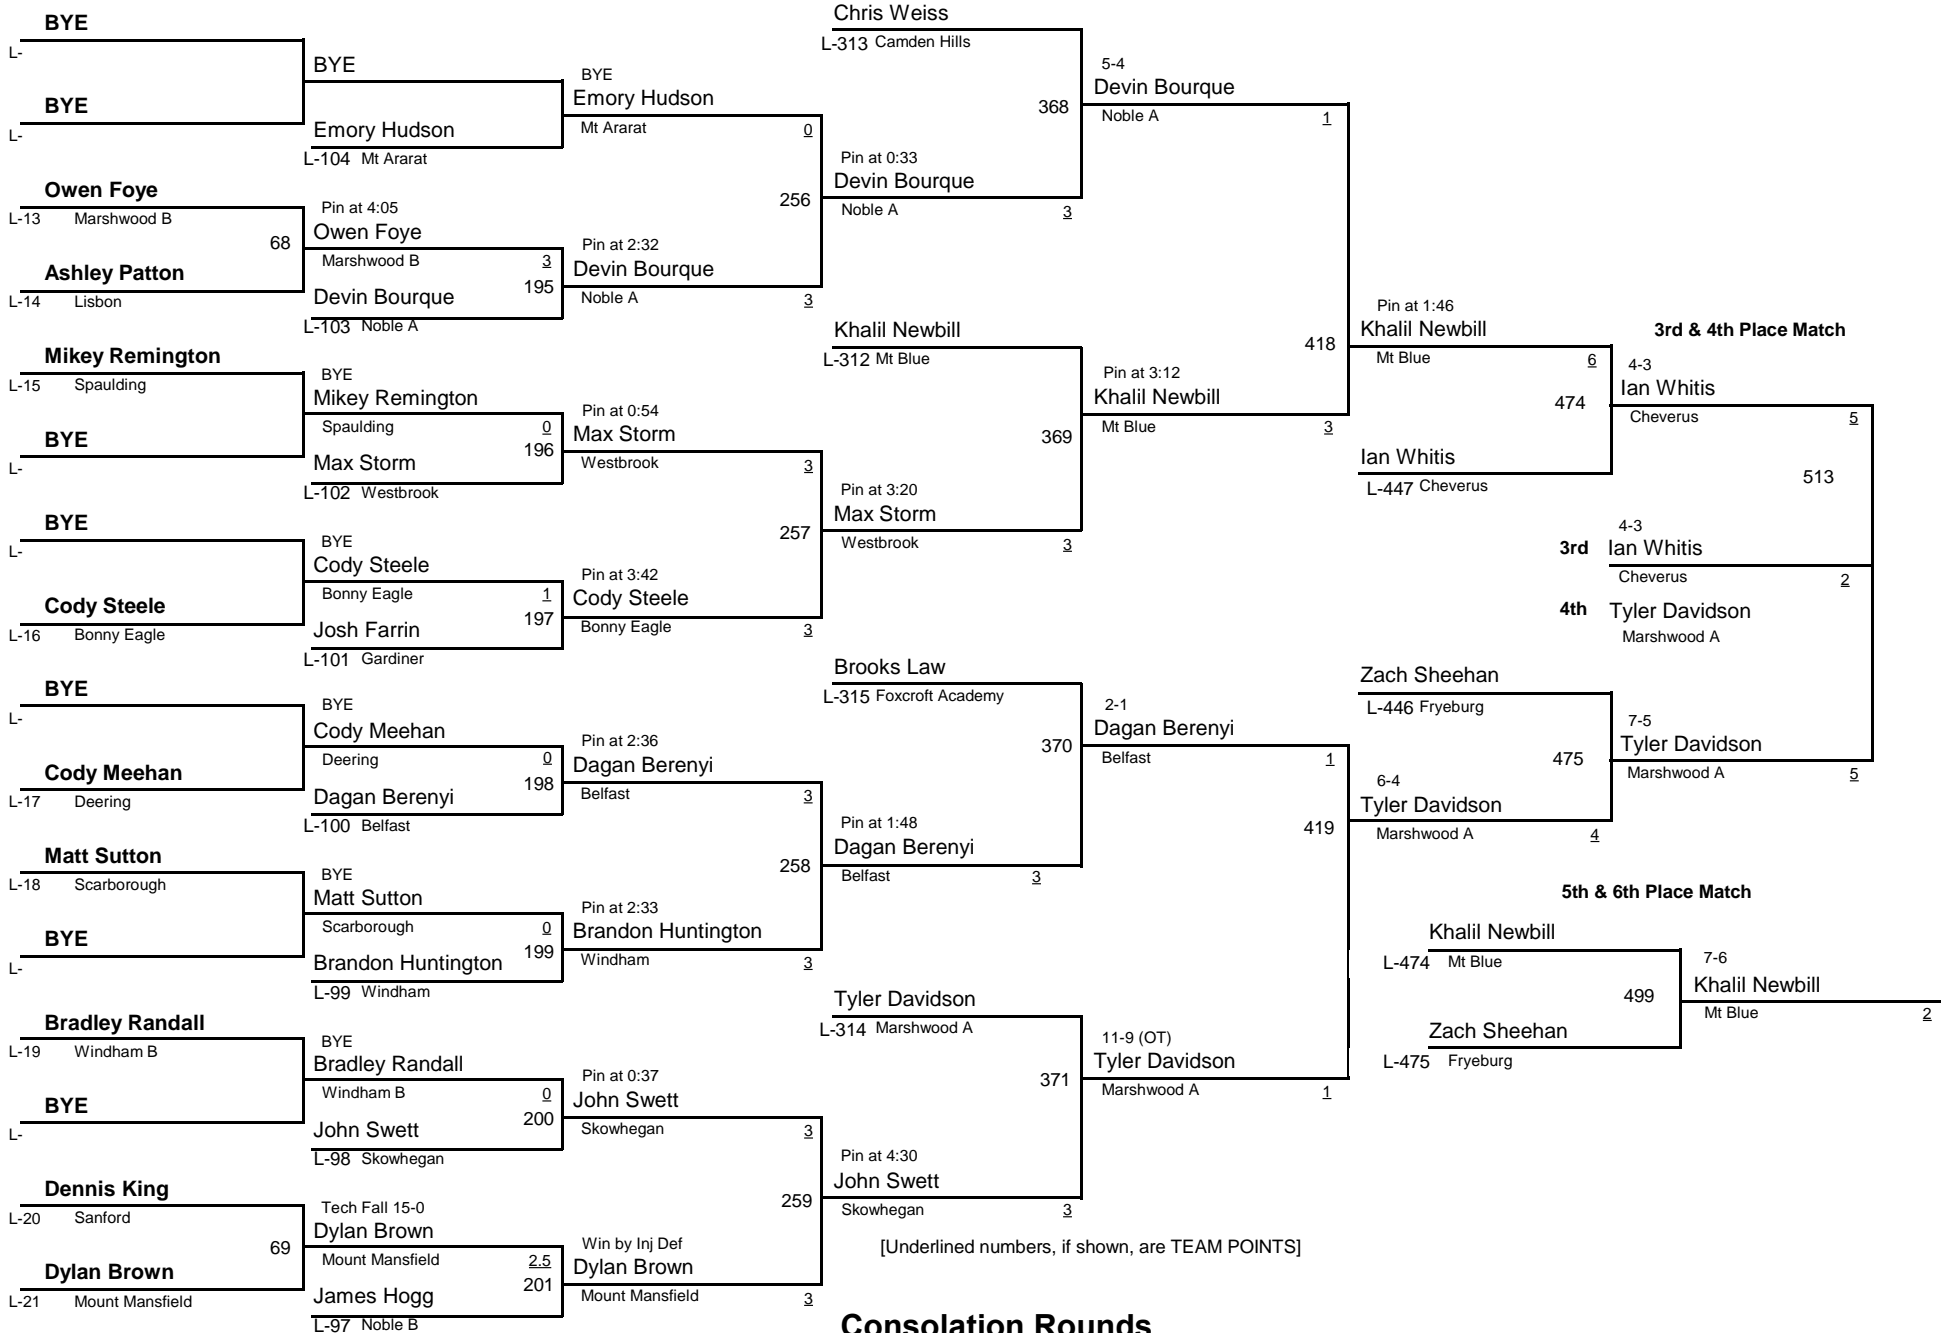 BYE
L-
BYE
L-
Owen Foye
L-13 Marshwood B
68
Ashley Patton
L-14 Lisbon
Mikey Remington
L-15 Spaulding
BYE
L-
BYE
L-
Cody Steele
L-16 Bonny Eagle
BYE
L-
Cody Meehan
L-17 Deering
Matt Sutton
L-18 Scarborough
BYE
L-
Bradley Randall
L-19 Windham B
BYE
L-
Dennis King
L-20 Sanford
69
Dylan Brown
L-21 Mount Mansfield
BYE
Emory Hudson
L-104 Mt Ararat
Pin at 4:05
Owen Foye
Marshwood B 3
195
Devin Bourque
L-103 Noble A
BYE
Mikey Remington
Spaulding 0
196
Max Storm
L-102 Westbrook
BYE
Cody Steele
Bonny Eagle 1
197
Josh Farrin
L-101 Gardiner
BYE
Cody Meehan
Deering 0
198
Dagan Berenyi
L-100 Belfast
BYE
Matt Sutton
Scarborough 0
199
Brandon Huntington
L-99 Windham
BYE
Bradley Randall
Windham B 0
200
John Swett
L-98 Skowhegan
Tech Fall 15-0
Dylan Brown
Mount Mansfield 2.5
201
James Hogg
L-97 Noble B
BYE
Emory Hudson
Mt Ararat 0
256
Pin at 2:32
Devin Bourque
Noble A 3
Pin at 0:54
Max Storm
Westbrook 3
257
Pin at 3:42
Cody Steele
Bonny Eagle 3
Pin at 2:36
Dagan Berenyi
Belfast 3
258
Pin at 2:33
Brandon Huntington
Windham 3
Pin at 0:37
John Swett
Skowhegan 3
259
Win by Inj Def
Dylan Brown
Mount Mansfield 3
Chris Weiss
L-313 Camden Hills
368
Pin at 0:33
Devin Bourque
Noble A 3
Khalil Newbill
L-312 Mt Blue
369
Pin at 3:20
Max Storm
Westbrook 3
Brooks Law
L-315 Foxcroft Academy
370
Pin at 1:48
Dagan Berenyi
Belfast 3
Tyler Davidson
L-314 Marshwood A
371
Pin at 4:30
John Swett
Skowhegan 3
5-4
Devin Bourque
Noble A 1
418
Pin at 3:12
Khalil Newbill
Mt Blue 3
2-1
Dagan Berenyi
Belfast 1
419
11-9 (OT)
Tyler Davidson
Marshwood A 1
Pin at 1:46
Khalil Newbill
Mt Blue 6
474
Ian Whitis
L-447 Cheverus
Zach Sheehan
L-446 Fryeburg
475
6-4
Tyler Davidson
Marshwood A 4
3rd & 4th Place Match
4-3
Ian Whitis
Cheverus 5
513
4-3
3rd Ian Whitis
Cheverus 2
4th Tyler Davidson
Marshwood A
7-5
Tyler Davidson
Marshwood A 5
5th & 6th Place Match
Khalil Newbill
L-474 Mt Blue
499
Zach Sheehan
L-475 Fryeburg
7-6
Khalil Newbill
Mt Blue 2
[Underlined numbers, if shown, are TEAM POINTS]
Consolation Rounds